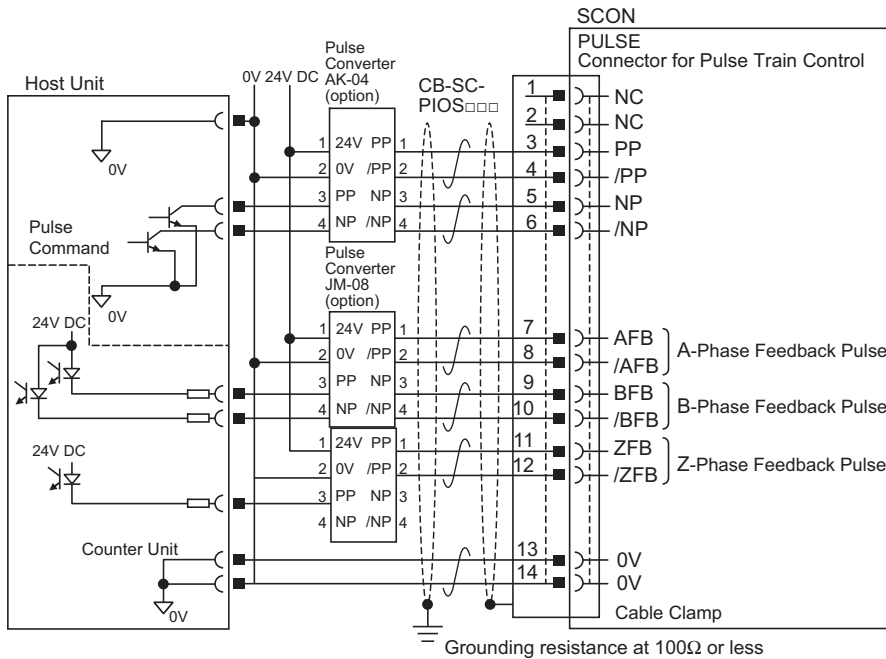 SCON
PULSE
Connector for Pulse Train Control
Host Unit
0V 24V DC
Pulse
Converter
AK-04
(option)
CB-SC-
PIOS□□□
0V
Pulse
Command
0V
24V DC
24V DC
Counter Unit
0V
1 24V PP 1
2 0V /PP 2
3 PP NP 3
4 NP /NP 4
Pulse
Converter
JM-08
(option)
1 24V PP 1
2 0V /PP 2
3 PP NP 3
4 NP /NP 4
1 24V PP 1
2 0V /PP 2
3 PP NP 3
4 NP /NP 4
1 NC
2 NC
3 PP
4 /PP
5 NP
6 /NP
7 AFB
8 /AFB
A-Phase Feedback Pulse
9 BFB
10 /BFB
B-Phase Feedback Pulse
11 ZFB
12 /ZFB
Z-Phase Feedback Pulse
13 0V
14 0V
Cable Clamp
Grounding resistance at 100Ω or less